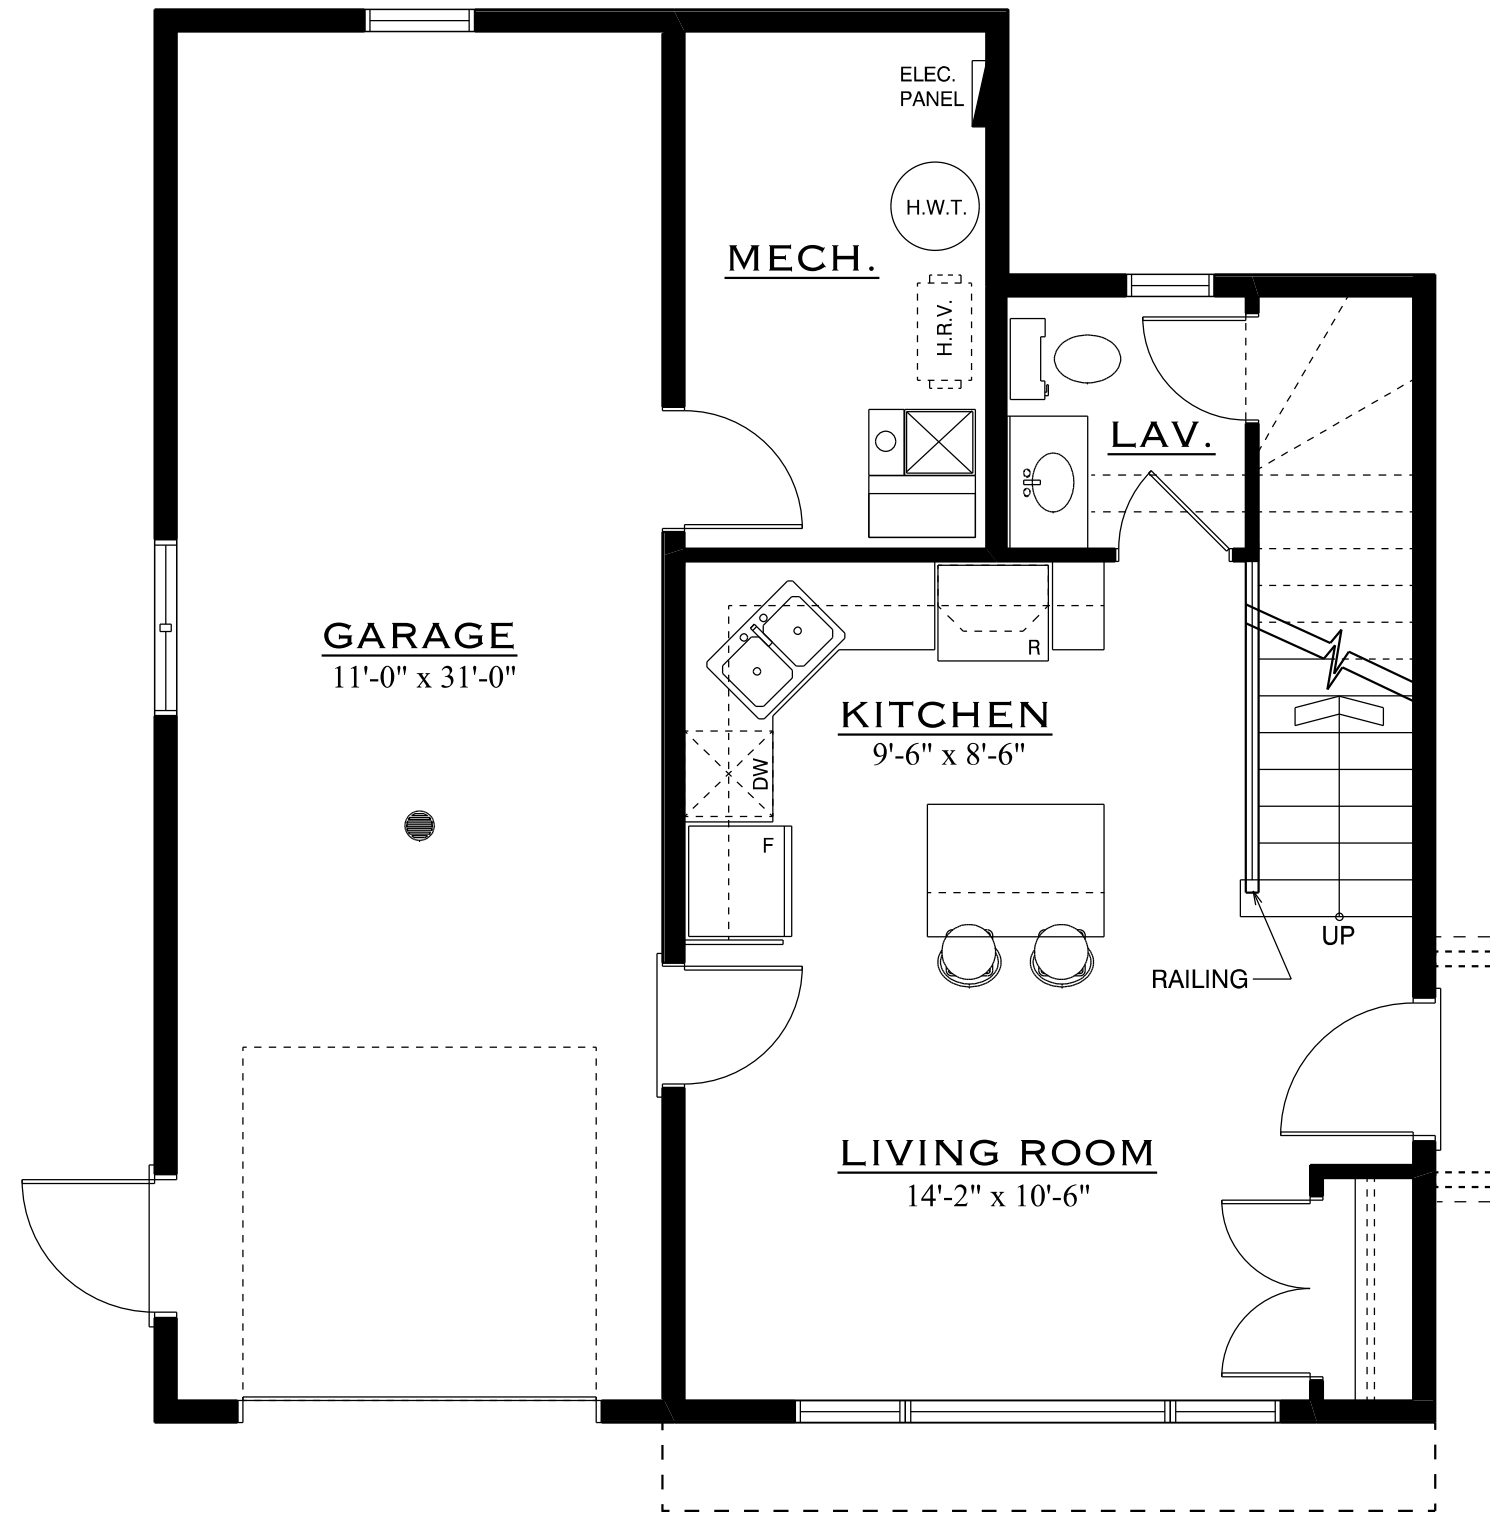 ELEC.
PANEL
H.W.T.
MECH.
H.R.V.
LAV.
GARAGE
11'-0" x 31'-0"
R
KITCHEN
9'-6" x 8'-6"
DW
F
UP
RAILING
LIVING ROOM
14'-2" x 10'-6"